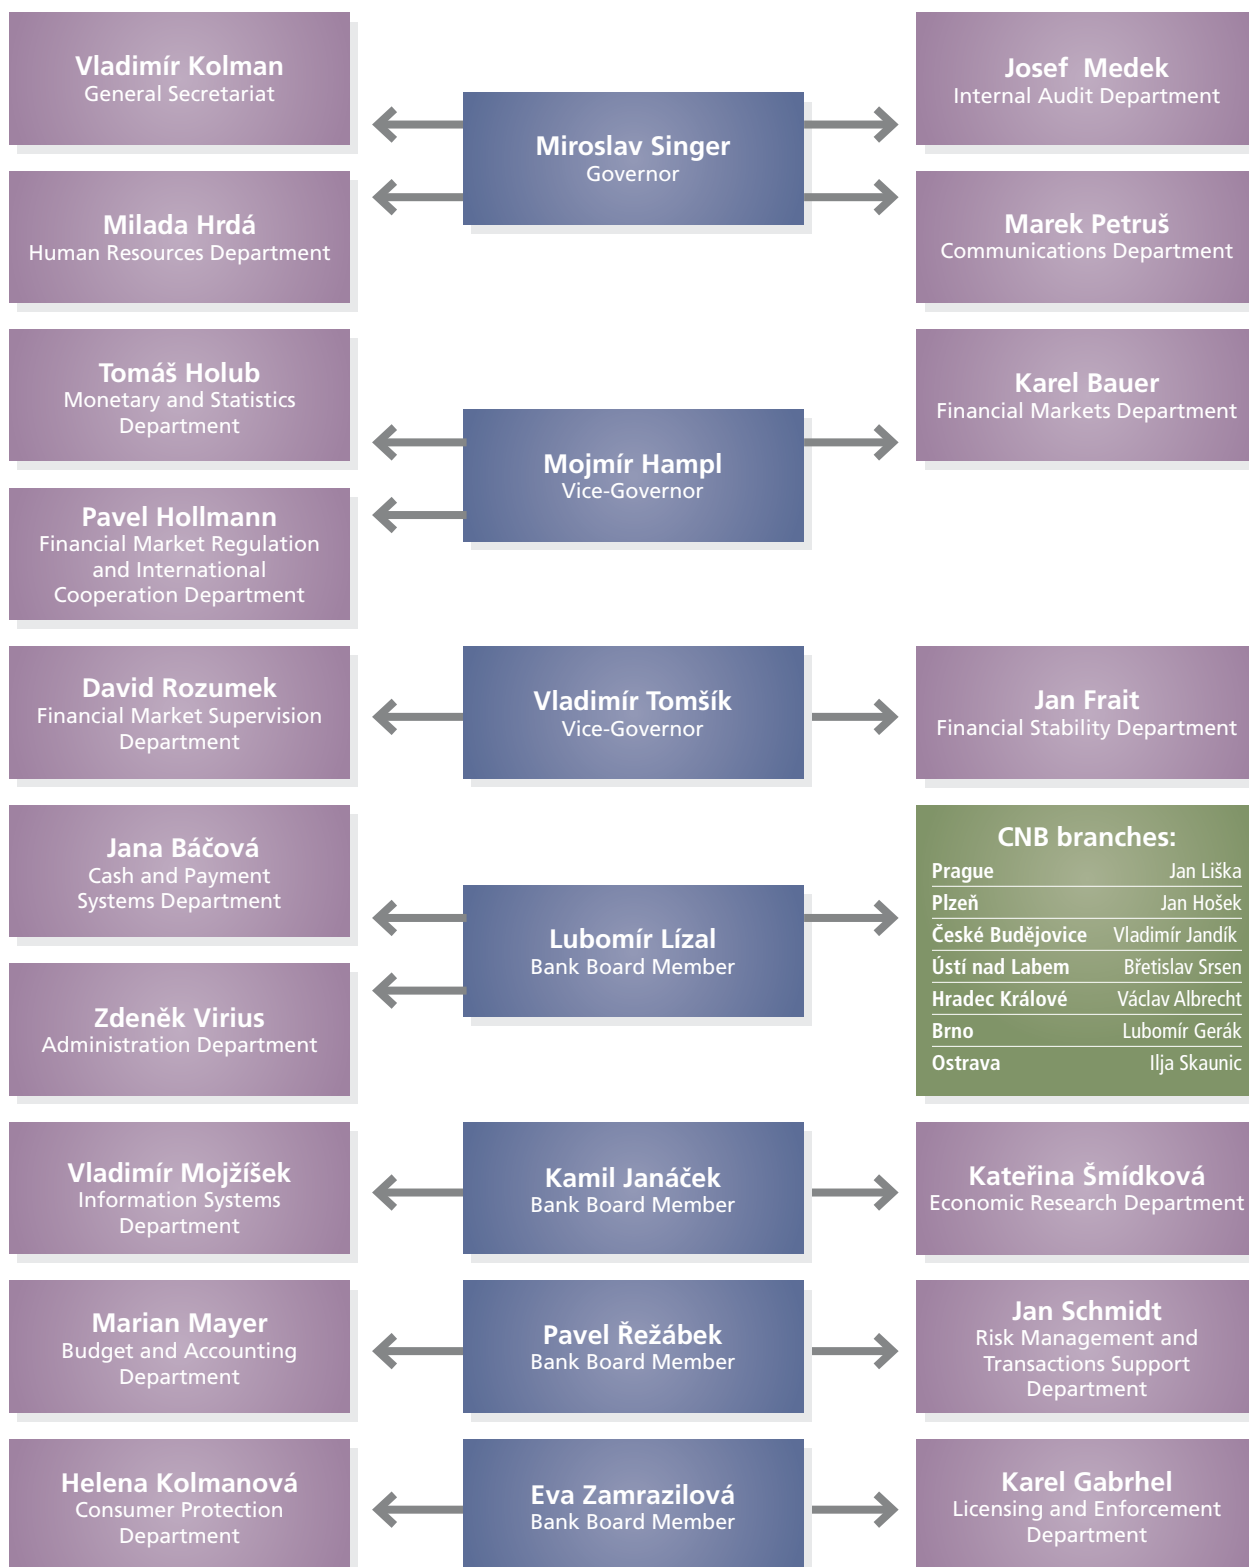 Vladimír Kolman
General Secretariat
Miroslav Singer
Governor
Josef Medek
Internal Audit Department
Milada Hrdá
Human Resources Department
Marek Petruš
Communications Department
Tomáš Holub
Monetary and Statistics
Department
Mojmír Hampl
Vice-Governor
Karel Bauer
Financial Markets Department
Pavel Hollmann
Financial Market Regulation
and International
Cooperation Department
David Rozumek
Financial Market Supervision
Department
Vladimír Tomšík
Vice-Governor
Jan Frait
Financial Stability Department
Jana Báčová
Cash and Payment
Systems Department
Lubomír Lízal
Bank Board Member
CNB branches:
Prague Jan Liška
Plzeň Jan Hošek
České Budějovice Vladimír Jandík
Ústí nad Labem Břetislav Srsen
Hradec Králové Václav Albrecht
Brno Lubomír Gerák
Ostrava Ilja Skaunic
Zdeněk Virius
Administration Department
Vladimír Mojžíšek
Information Systems
Department
Kamil Janáček
Bank Board Member
Kateřina Šmídková
Economic Research Department
Marian Mayer
Budget and Accounting
Department
Pavel Řežábek
Bank Board Member
Jan Schmidt
Risk Management and
Transactions Support
Department
Helena Kolmanová
Consumer Protection
Department
Eva Zamrazilová
Bank Board Member
Karel Gabrhel
Licensing and Enforcement
Department